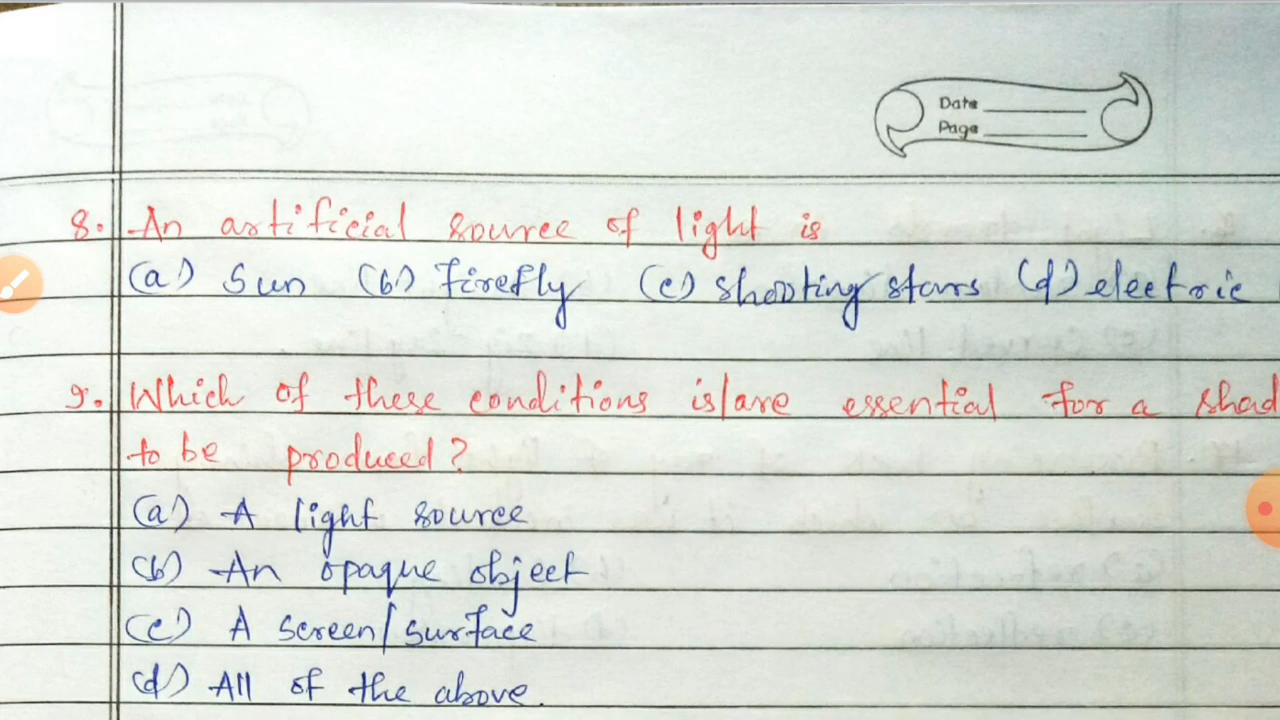 Date
Page
8. An artificial source of light is
(a) Sun (b) firefly (c) shooting stars (d) electric
9. Which of these conditions is/are essential for a shad
to be produced?
(a) A light source
(b) An opaque object
(c) A screen/surface
(d) All of the above.